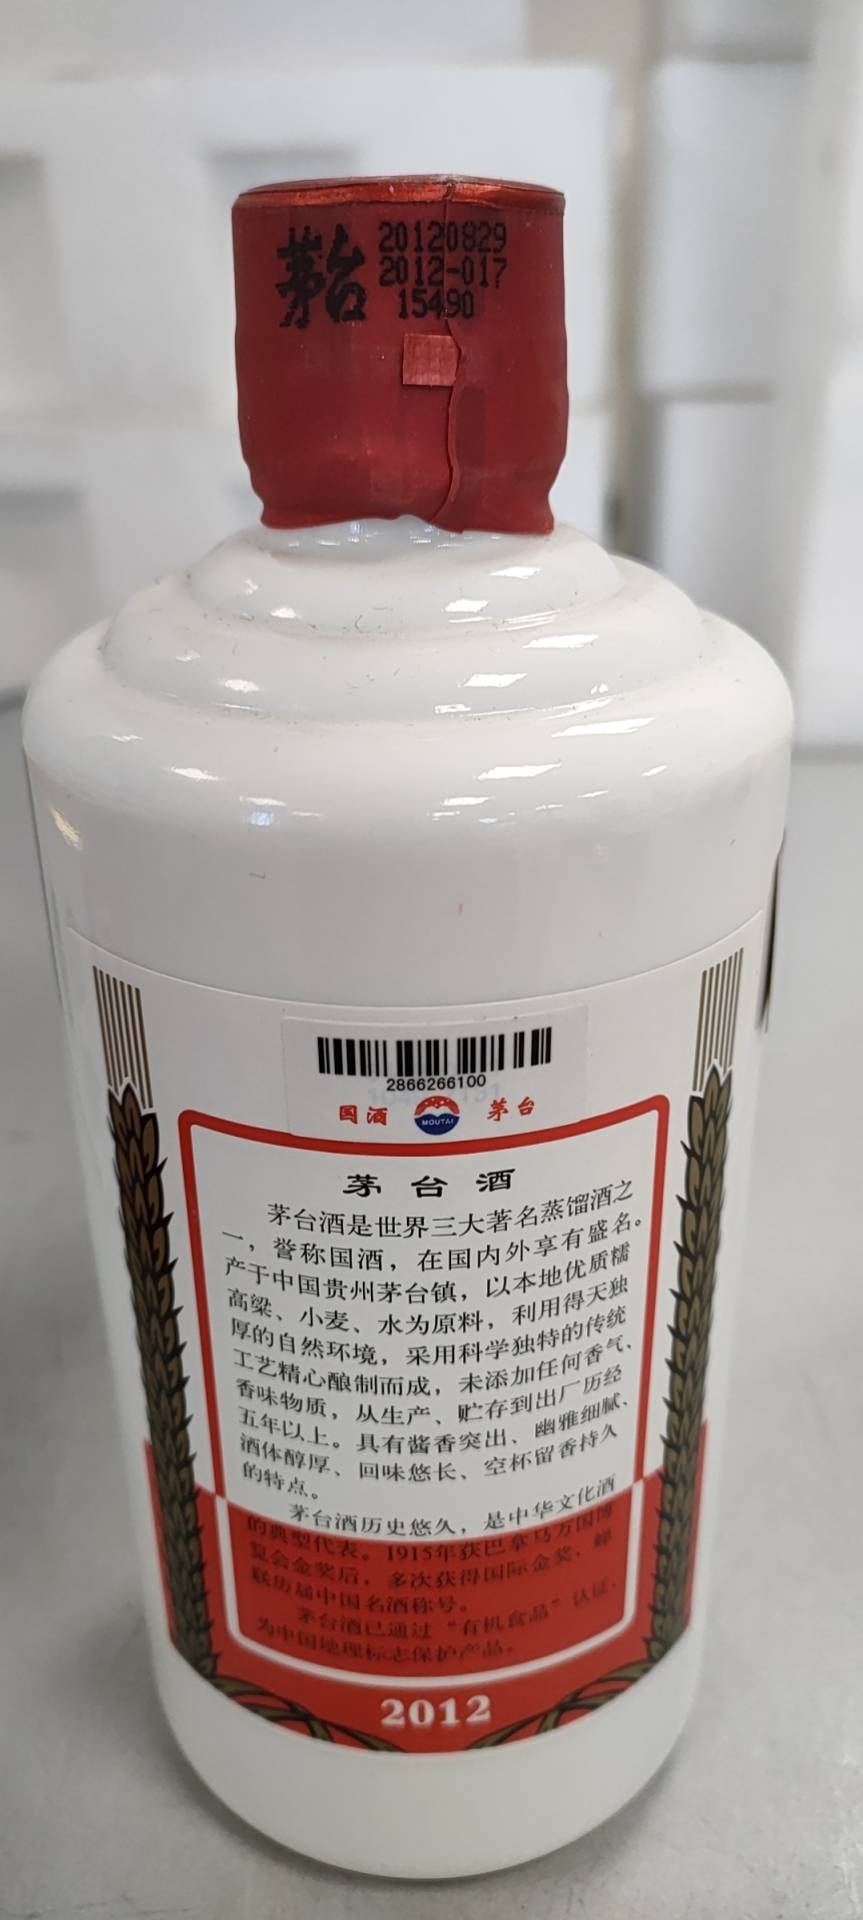 茅台
20120829
2012-017
15490
2866266100
国酒 MOUTAI 茅台
茅台酒
茅台酒是世界三大著名蒸馏酒之
一，誉称国酒，在国内外享有盛名。
产于中国贵州茅台镇，以本地优质糯
高粱、小麦、水为原料，利用得天独
厚的自然环境，采用科学独特的传统
工艺精心酿制而成，未添加任何香气、
香味物质，从生产、贮存到出厂历经
五年以上。具有酱香突出、幽雅细腻、
酒体醇厚、回味悠长、空杯留香持久
的特点。
茅台酒历史悠久，是中华文化酒
的典型代表。1915年获巴拿马万国博
览会金奖后，多次获得国际金奖，蝉
联历届中国名酒称号。
茅台酒已通过“有机食品”认证，
为中国地理标志保护产品。
2012